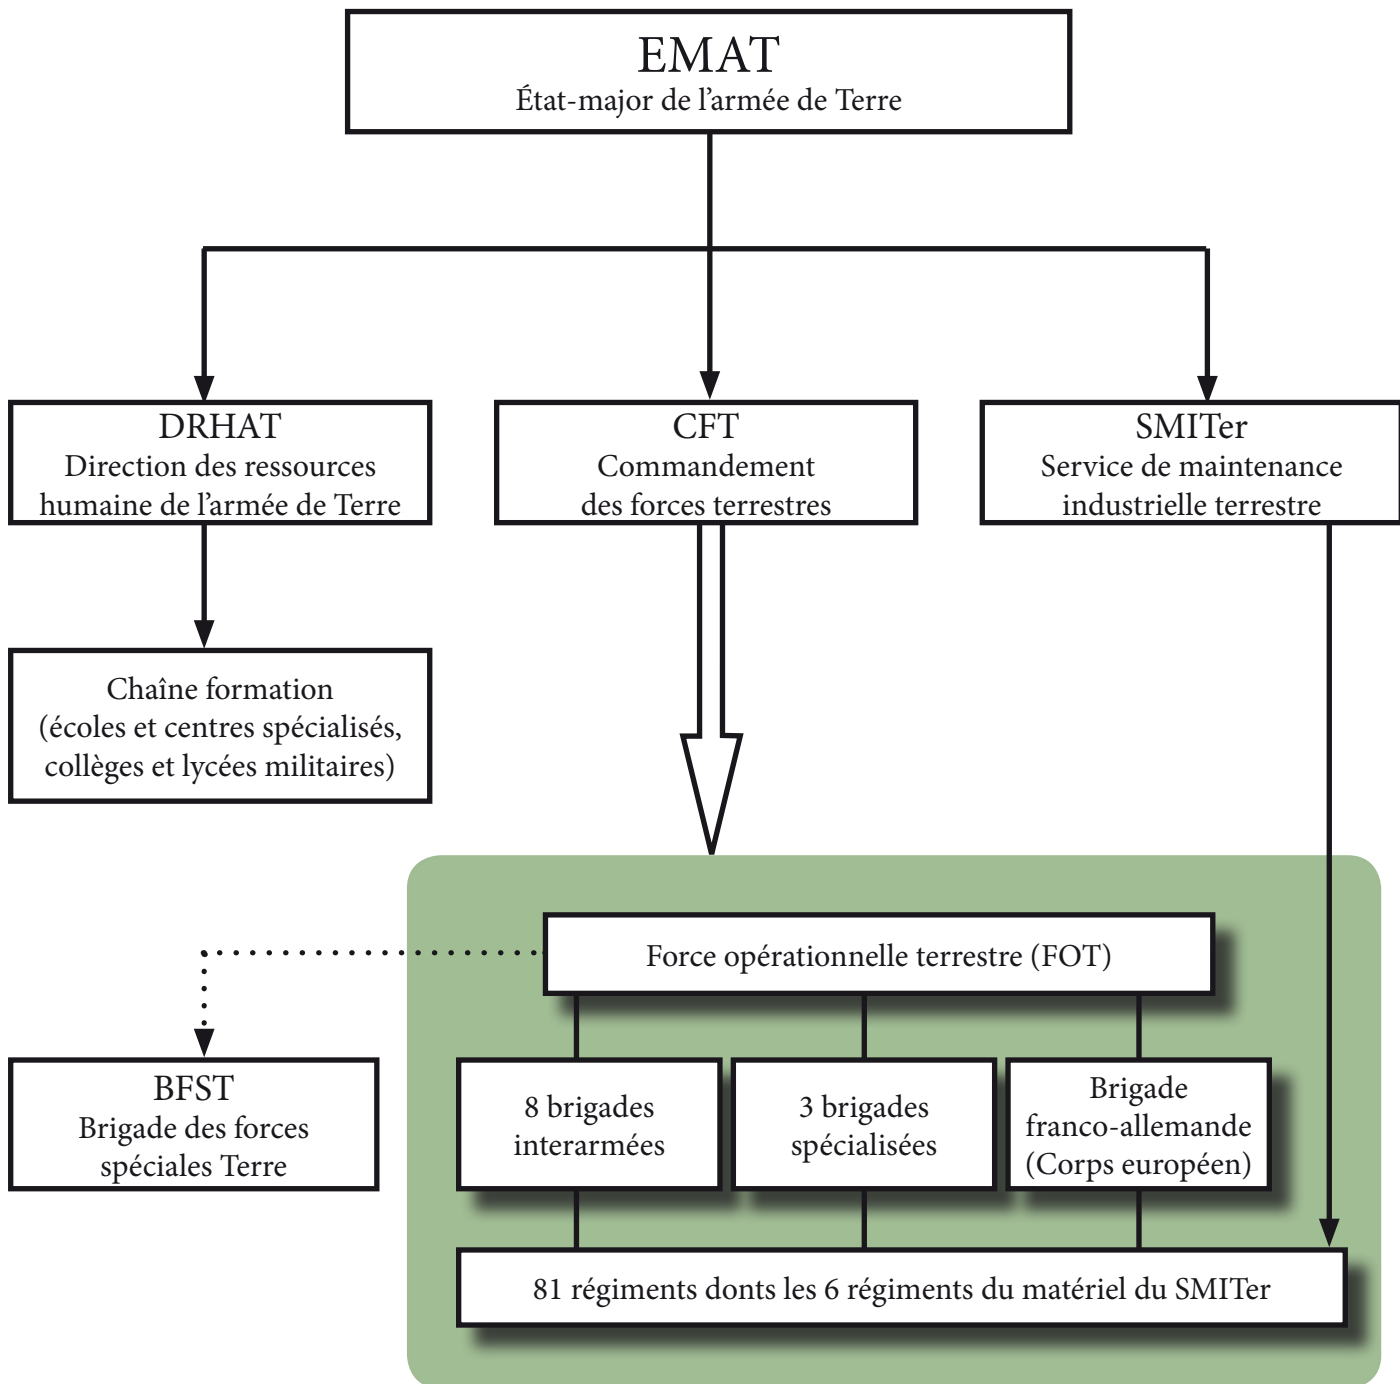 EMAT
État-major de l'armée de Terre
DRHAT
Direction des ressources
humaine de l'armée de Terre
CFT
Commandement
des forces terrestres
SMITer
Service de maintenance
industrielle terrestre
Chaîne formation
(écoles et centres spécialisés,
collèges et lycées militaires)
Force opérationnelle terrestre (FOT)
BFST
Brigade des forces
spéciales Terre
8 brigades
interarmées
3 brigades
spécialisées
Brigade
franco-allemande
(Corps européen)
81 régiments donts les 6 régiments du matériel du SMITer